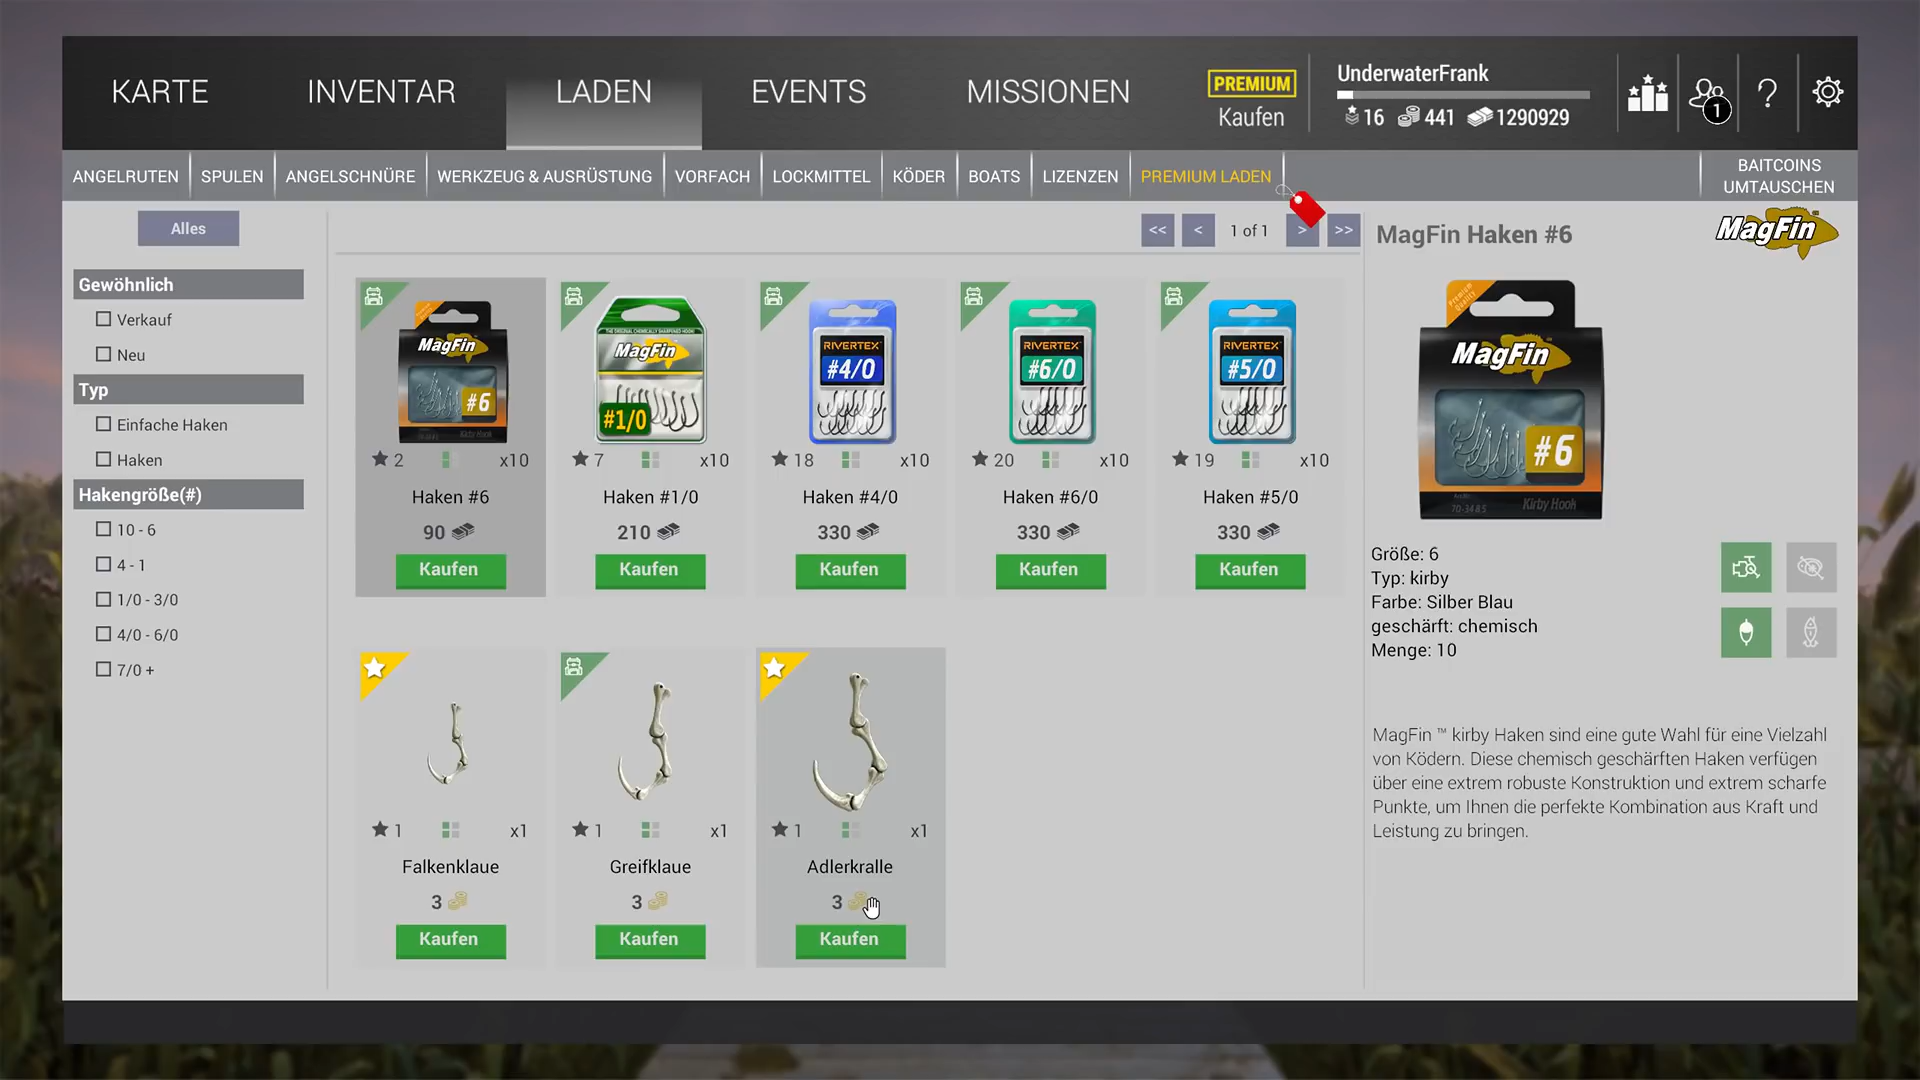 KARTE
INVENTAR
LADEN
EVENTS
MISSIONEN
PREMIUM
Kaufen
UnderwaterFrank
16 441 1290929
1
?
ANGELRUTEN
SPULEN
ANGELSCHNÜRE
WERKZEUG & AUSRÜSTUNG
VORFACH
LOCKMITTEL
KÖDER
BOATS
LIZENZEN
PREMIUM LADEN
BAITCOINS
UMTAUSCHEN
Alles
<< < 1 of 1 > >>
Gewöhnlich
Verkauf
Neu
Typ
Einfache Haken
Haken
Hakengröße(#)
10 - 6
4 - 1
1/0 - 3/0
4/0 - 6/0
7/0 +
MagFin
#6
2 x10
Haken #6
90
Kaufen
MagFin
#1/0
7 x10
Haken #1/0
210
Kaufen
RIVERTEX
#4/0
18 x10
Haken #4/0
330
Kaufen
RIVERTEX
#6/0
20 x10
Haken #6/0
330
Kaufen
RIVERTEX
#5/0
19 x10
Haken #5/0
330
Kaufen
1 x1
Falkenklaue
3
Kaufen
1 x1
Greifklaue
3
Kaufen
1 x1
Adlerkralle
3
Kaufen
MagFin Haken #6
MagFin™
Premium Quality
MagFin
#6
Kirby Hook
Größe: 6
Typ: kirby
Farbe: Silber Blau
geschärft: chemisch
Menge: 10
MagFin ™ kirby Haken sind eine gute Wahl für eine Vielzahl
von Ködern. Diese chemisch geschärften Haken verfügen
über eine extrem robuste Konstruktion und extrem scharfe
Punkte, um Ihnen die perfekte Kombination aus Kraft und
Leistung zu bringen.